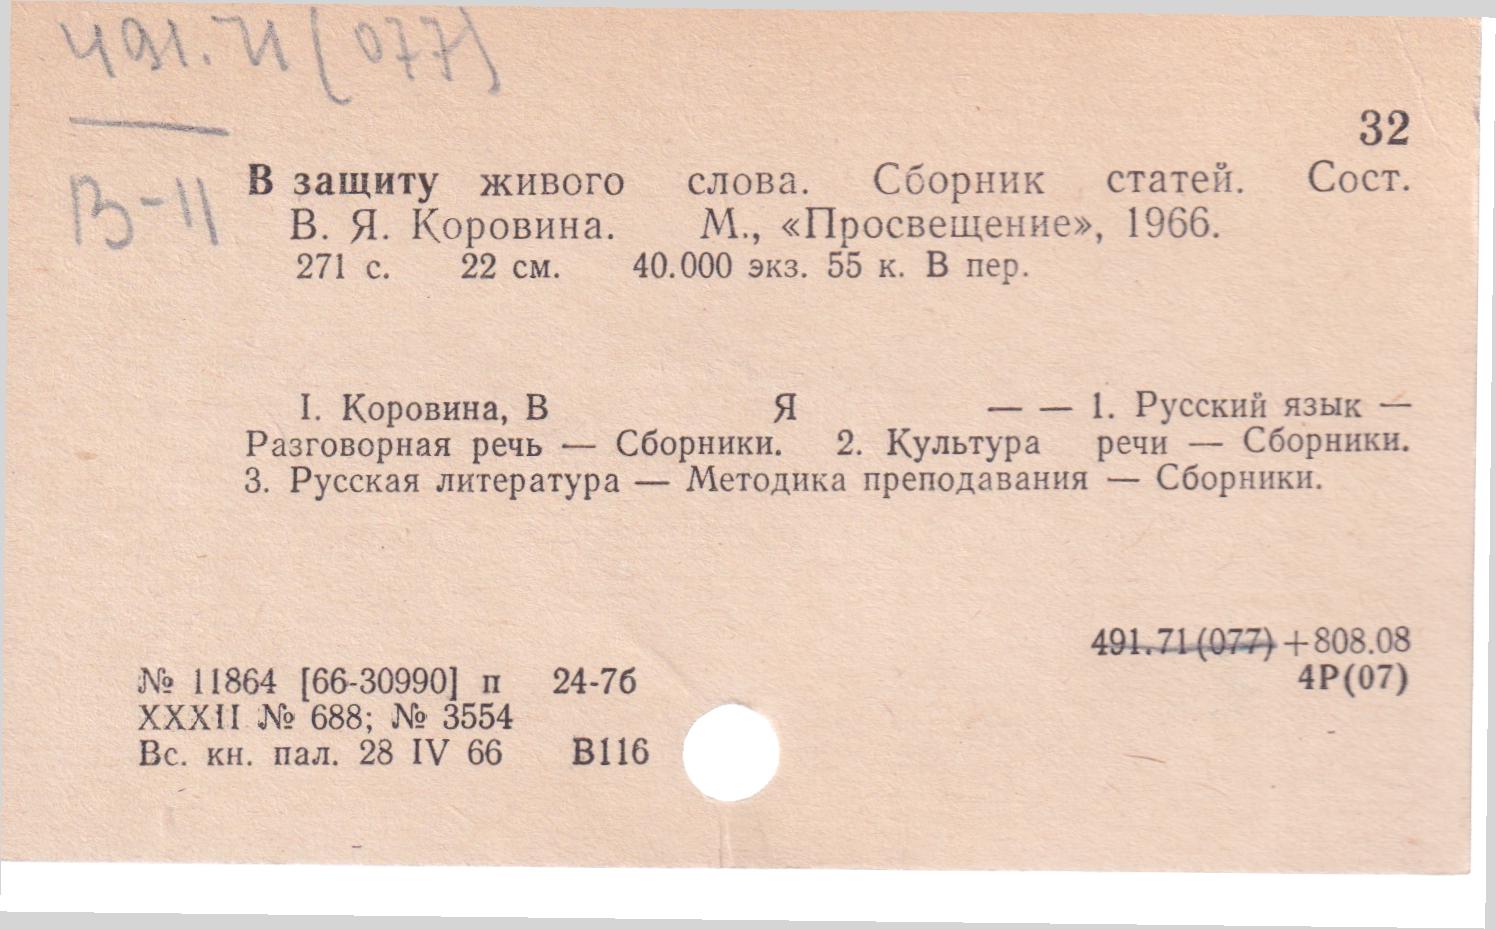 491.71(077)
32
В-11
В защиту живого слова. Сборник статей. Сост.
В. Я. Коровина. М., «Просвещение», 1966.
271 с. 22 см. 40.000 экз. 55 к. В пер.
I. Коровина, В Я — — 1. Русский язык —
Разговорная речь — Сборники. 2. Культура речи — Сборники.
3. Русская литература — Методика преподавания — Сборники.
491.71(077)+808.08
4Р(07)
№ 11864 [66-30990] п 24-7б
XXXII № 688; № 3554
Вс. кн. пал. 28 IV 66 В116